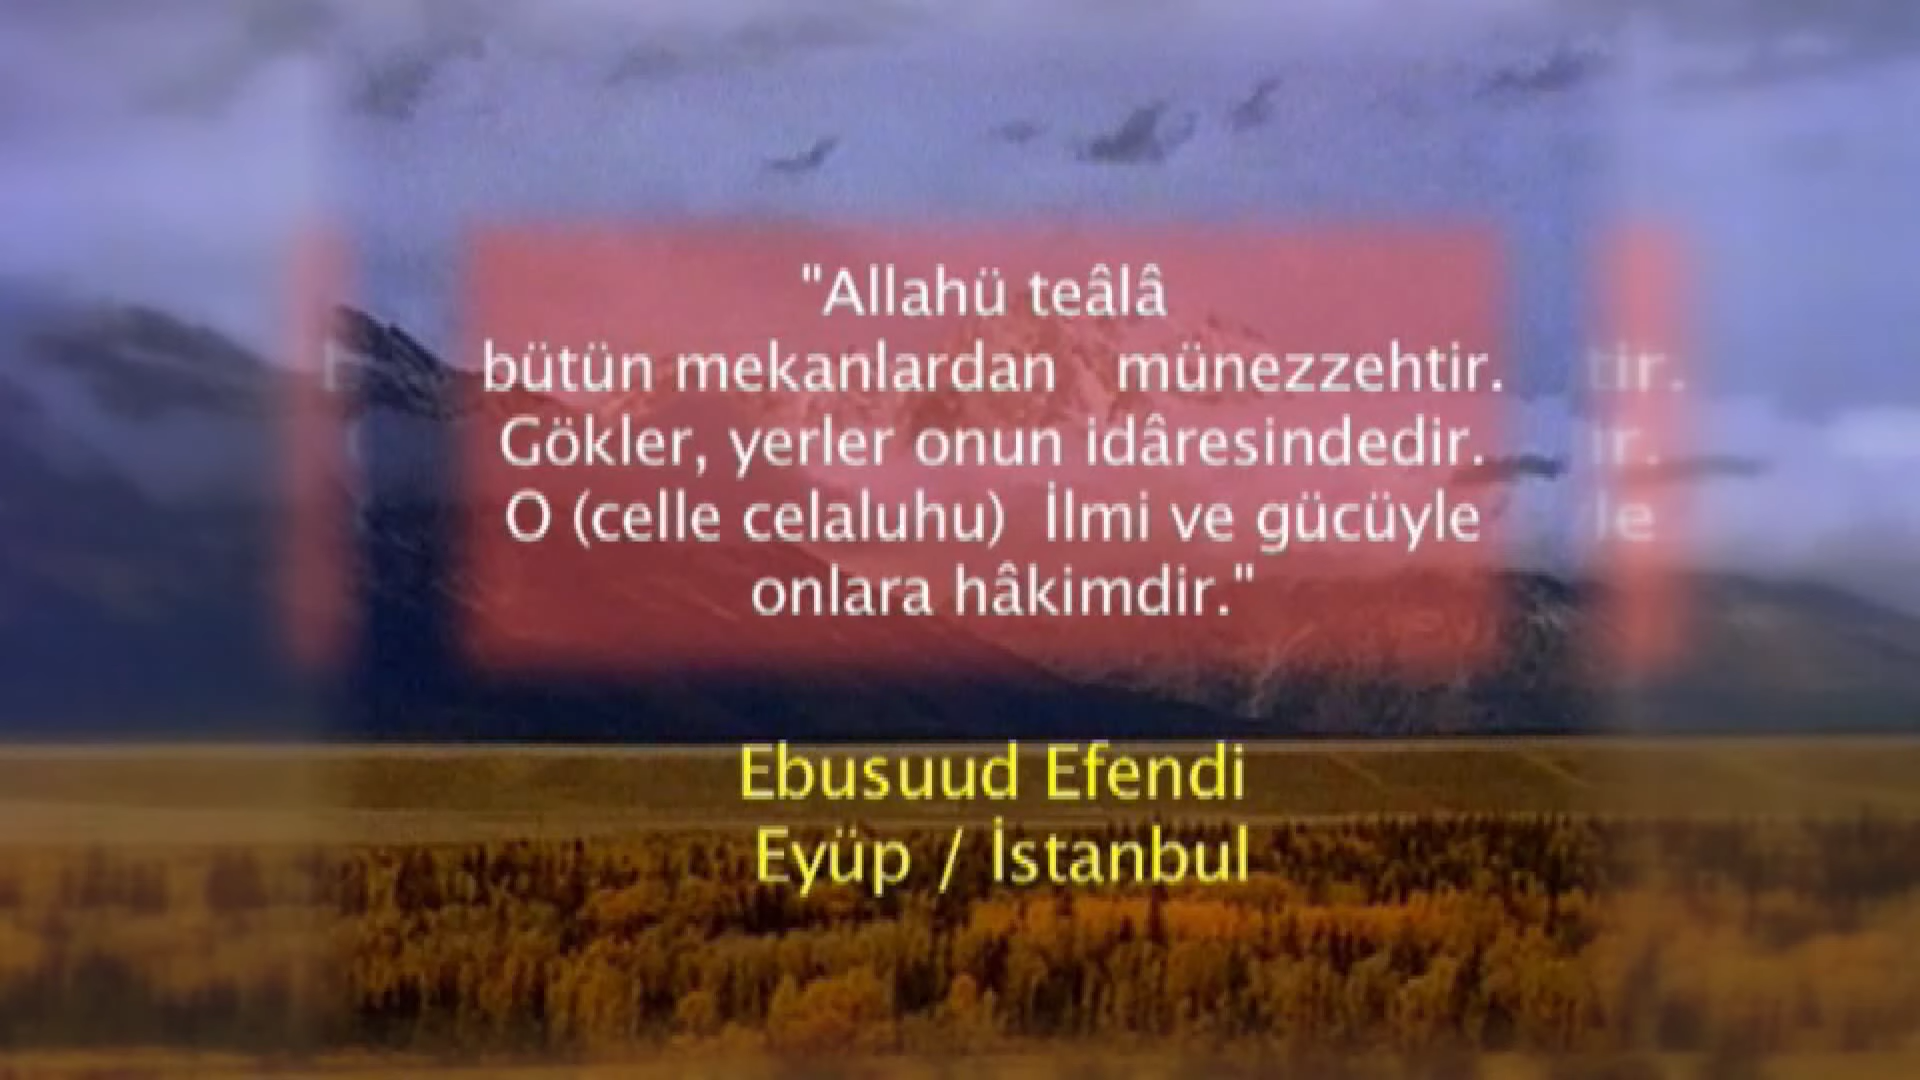 "Allahü teâlâ
bütün mekanlardan münezzehtir.
Gökler, yerler onun idâresindedir.
O (celle celaluhu) İlmi ve gücüyle
onlara hâkimdir."
Ebusuud Efendi
Eyüp / İstanbul